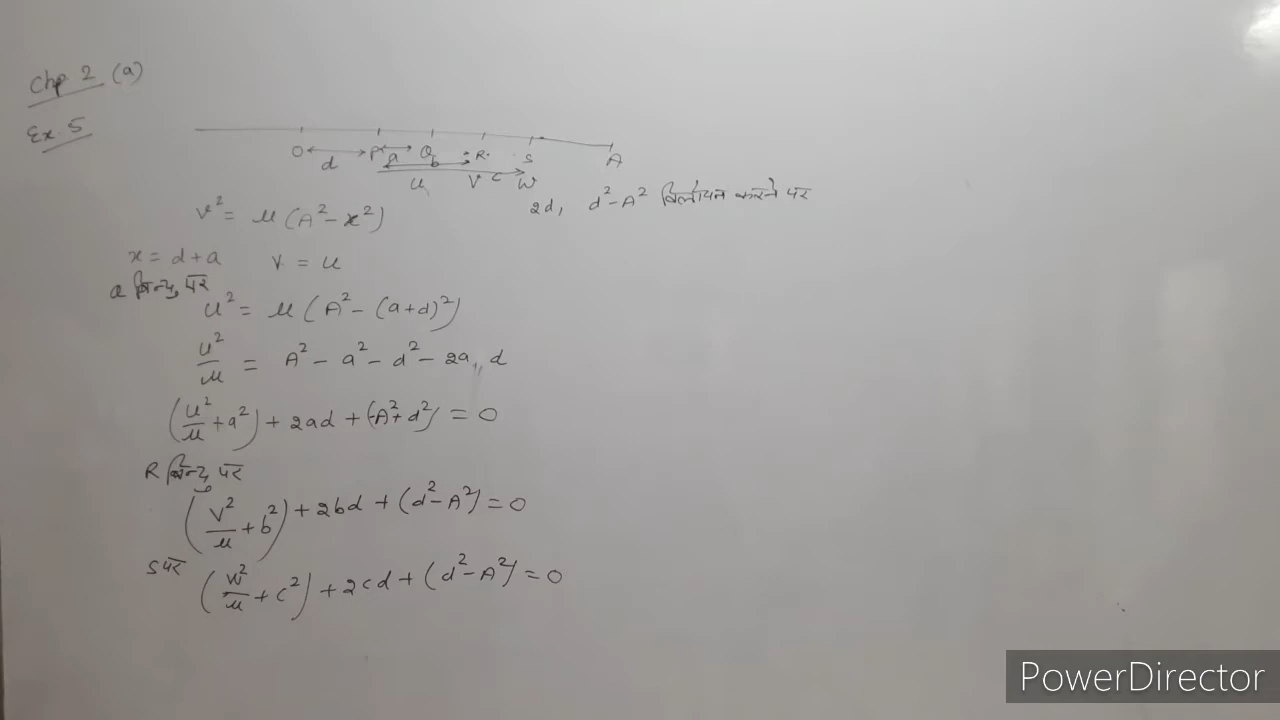 Chp 2 (a)
Ex. 5
O d P a Q b R S A
u V c W
v² = μ (A² - x²)
2d, d² - A² विलोपन करने पर
x = d + a v = u
Q बिन्दु पर
u² = μ (A² - (a+d)²)
u²/μ = A² - a² - d² - 2a, d
(u²/μ + a²) + 2ad + (-A² + d²) = 0
R बिन्दु पर
(V²/μ + b²) + 2bd + (d² - A²) = 0
S पर (W²/μ + c²) + 2cd + (d² - A²) = 0
PowerDirector